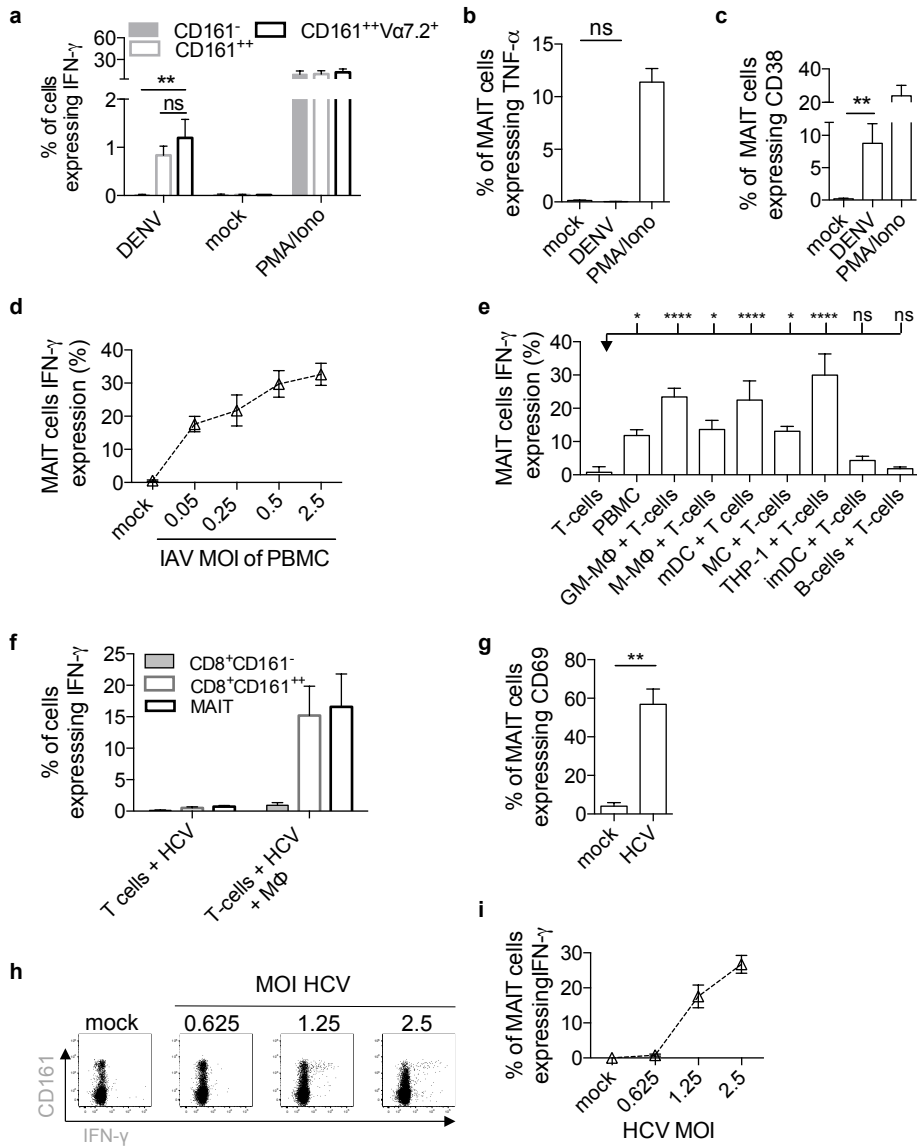 a
% of cells
expressing IFN-γ
CD161-
CD161++
CD161++Vα7.2+
60
30
2
1
0
**
ns
DENV
mock
PMA/Iono
b
% of MAIT cells
expresssing TNF-α
15
10
5
0
ns
mock
DENV
PMA/Iono
c
% of MAIT cells
expressing CD38
40
20
10
5
0
**
mock
DENV
PMA/Iono
d
MAIT cells IFN-γ
expression (%)
40
30
20
10
0
mock
0.05
0.25
0.5
2.5
IAV MOI of PBMC
e
MAIT cells IFN-γ
expression (%)
40
30
20
10
0
* **** * **** * **** ns ns
T-cells
PBMC
GM-MΦ + T-cells
M-MΦ + T-cells
mDC + T cells
MC + T-cells
THP-1 + T-cells
imDC + T-cells
B-cells + T-cells
f
% of cells
expresssing IFN-γ
25
20
15
10
5
0
CD8+CD161-
CD8+CD161++
MAIT
T cells + HCV
T-cells + HCV
+ MΦ
g
% of MAIT cells
expresssing CD69
80
60
40
20
0
**
mock
HCV
h
MOI HCV
mock
0.625
1.25
2.5
CD161
IFN-γ
i
% of MAIT cells
expressingIFN-γ
30
20
10
0
mock
0.625
1.25
2.5
HCV MOI